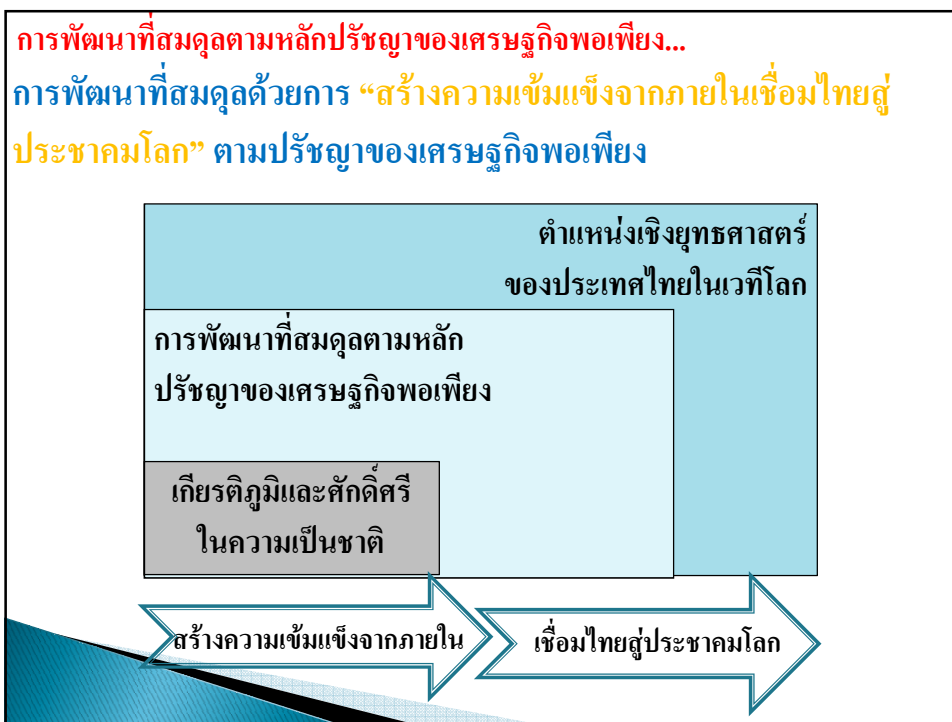 การพัฒนาที่สมดุลตามหลักปรัชญาของเศรษฐกิจพอเพียง...
การพัฒนาที่สมดุลด้วยการ “สร้างความเข้มแข็งจากภายในเชื่อมไทยสู่
ประชาคมโลก” ตามปรัชญาของเศรษฐกิจพอเพียง
ตำแหน่งเชิงยุทธศาสตร์
ของประเทศไทยในเวทีโลก
การพัฒนาที่สมดุลตามหลัก
ปรัชญาของเศรษฐกิจพอเพียง
เกียรติภูมิและศักดิ์ศรี
ในความเป็นชาติ
สร้างความเข้มแข็งจากภายใน
เชื่อมไทยสู่ประชาคมโลก